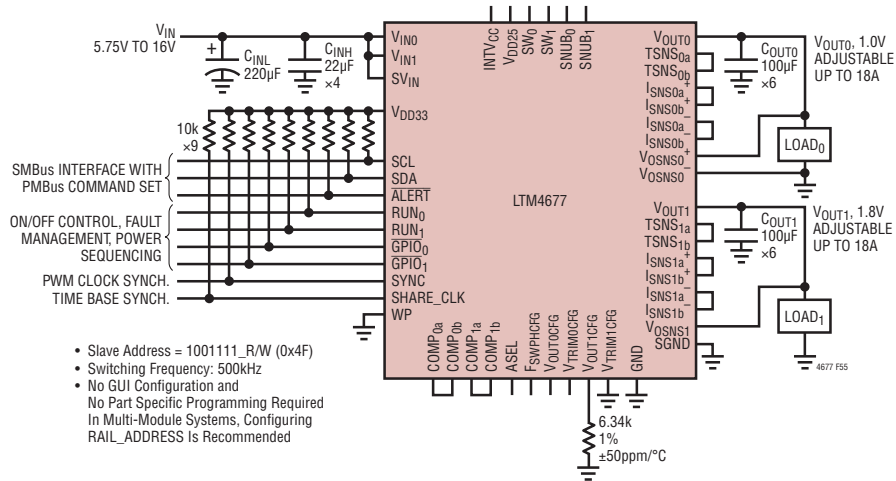 VIN
5.75V TO 16V
+
CINL
220µF
CINH
22µF
×4
VIN0
VIN1
SVIN
VDD33
INTVCC
VDD25
SW0
SW1
SNUB0
SNUB1
10k
×9
SMBus INTERFACE WITH
PMBus COMMAND SET
ON/OFF CONTROL, FAULT
MANAGEMENT, POWER
SEQUENCING
PWM CLOCK SYNCH.
TIME BASE SYNCH.
SCL
SDA
ALERT
RUN0
RUN1
GPIO0
GPIO1
SYNC
SHARE_CLK
WP
LTM4677
VOUT0
TSNS0a
TSNS0b
ISNS0a+
ISNS0b+
ISNS0a–
ISNS0b–
VOSNS0+
VOSNS0–
COUT0
100µF
×6
VOUT0, 1.0V
ADJUSTABLE
UP TO 18A
LOAD0
VOUT1
TSNS1a
TSNS1b
ISNS1a+
ISNS1b+
ISNS1a–
ISNS1b–
VOSNS1
SGND
COUT1
100µF
×6
VOUT1, 1.8V
ADJUSTABLE
UP TO 18A
LOAD1
4677 F55
COMP0a
COMP0b
COMP1a
COMP1b
ASEL
FSWPHCFG
VOUT0CFG
VTRIM0CFG
VOUT1CFG
VTRIM1CFG
GND
6.34k
1%
±50ppm/°C
• Slave Address = 1001111_R/W (0x4F)
• Switching Frequency: 500kHz
• No GUI Configuration and
No Part Specific Programming Required
In Multi-Module Systems, Configuring
RAIL_ADDRESS Is Recommended